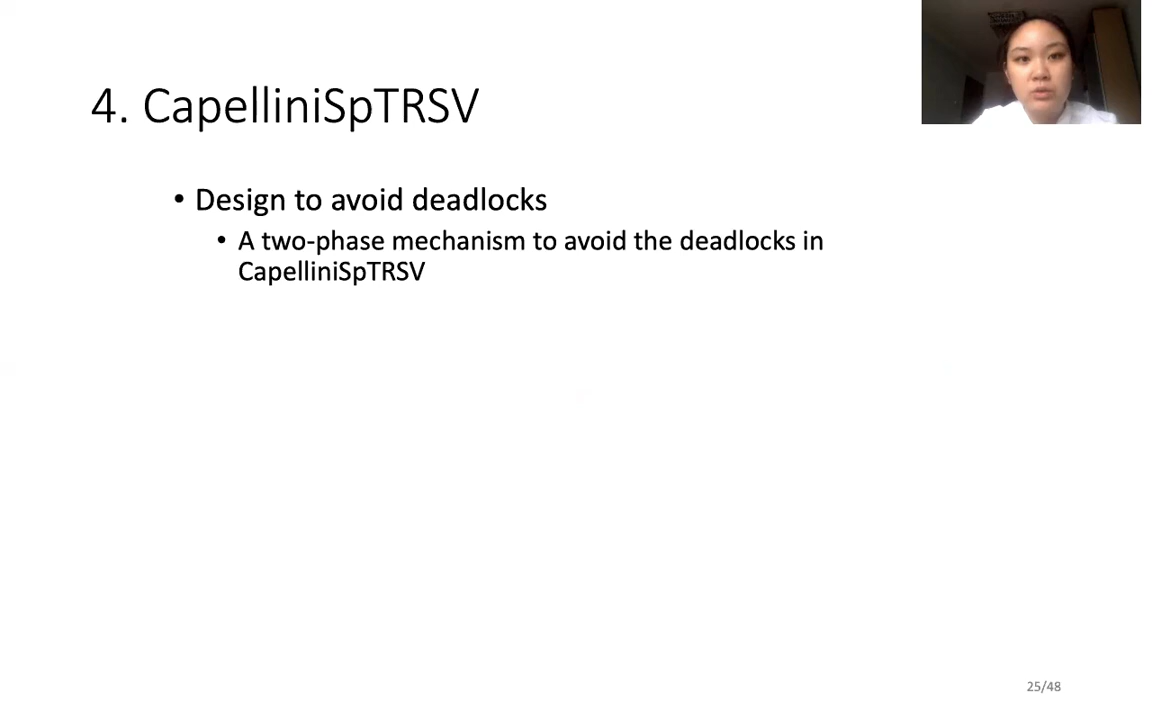 4. CapelliniSpTRSV
• Design to avoid deadlocks
• A two-phase mechanism to avoid the deadlocks in
CapelliniSpTRSV
25/48